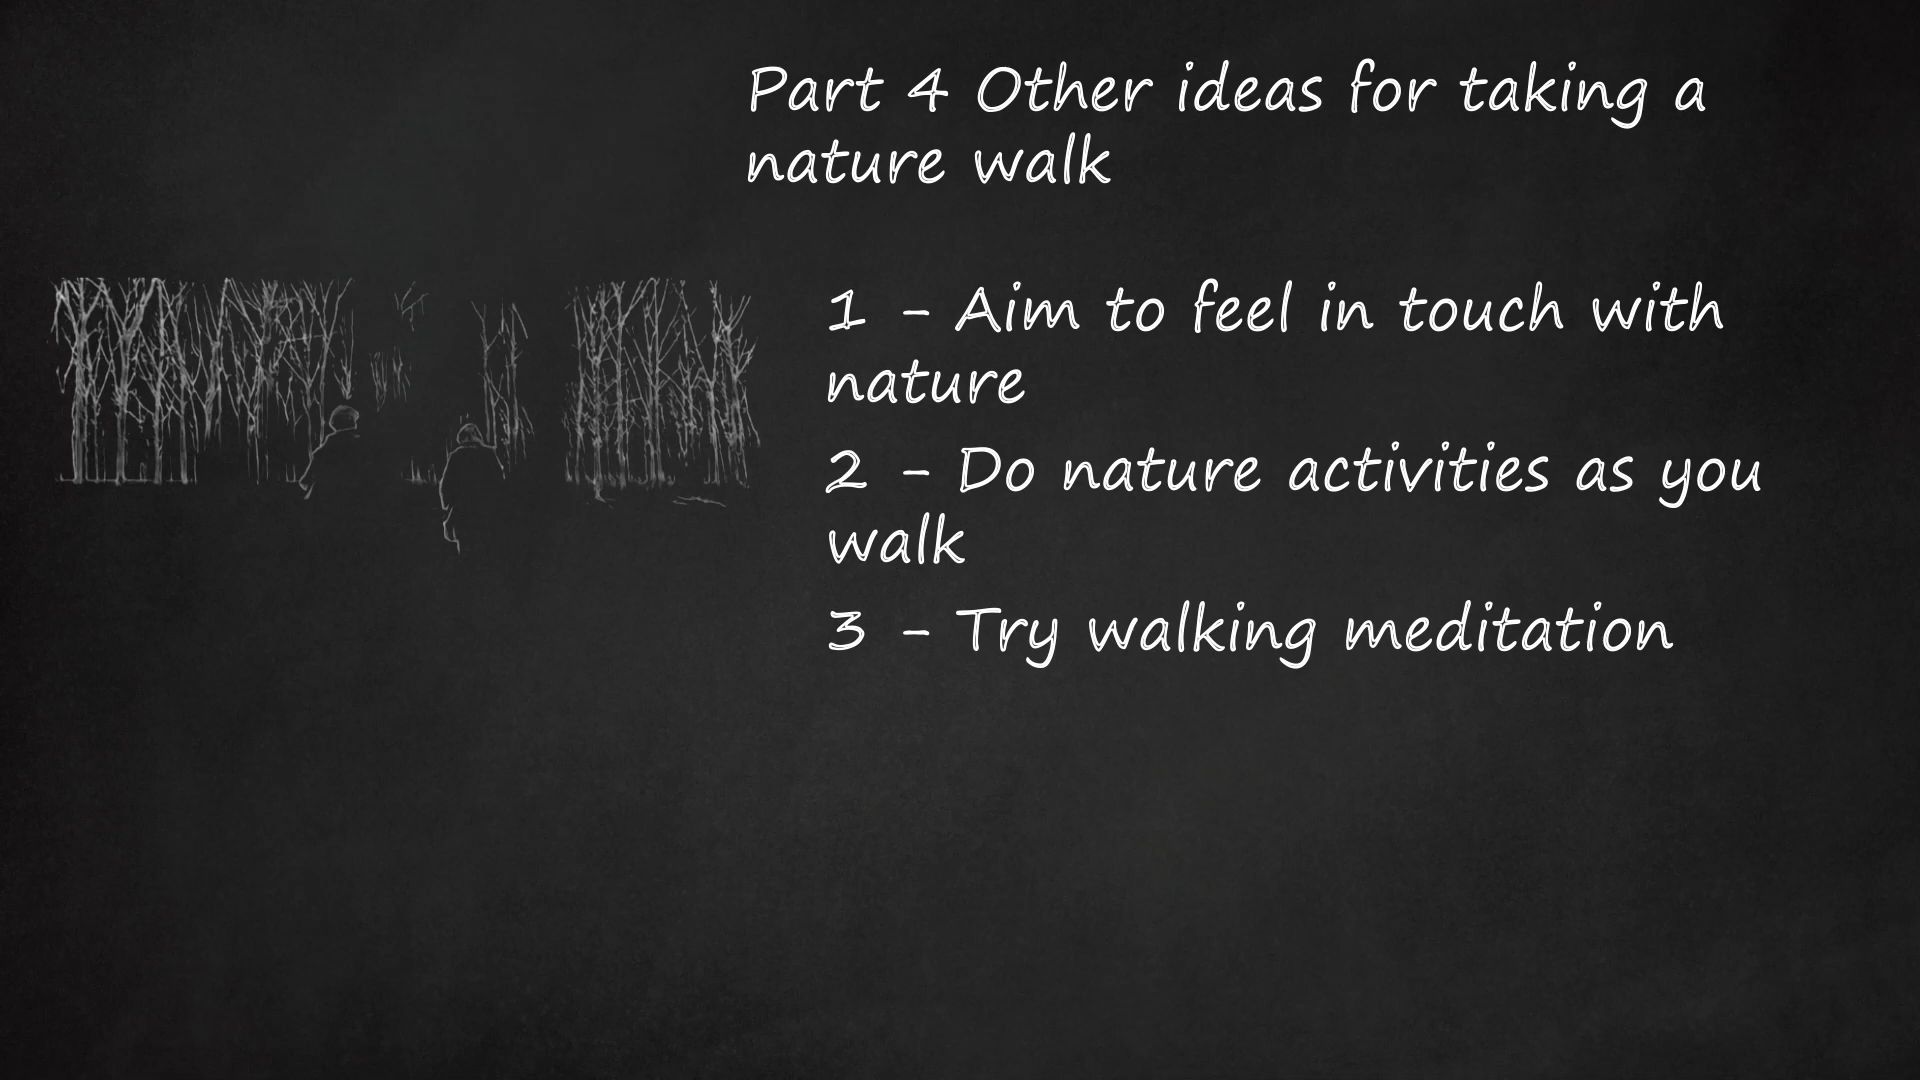 Part 4 Other ideas for taking a
nature walk
1 - Aim to feel in touch with
nature
2 - Do nature activities as you
walk
3 - Try walking meditation